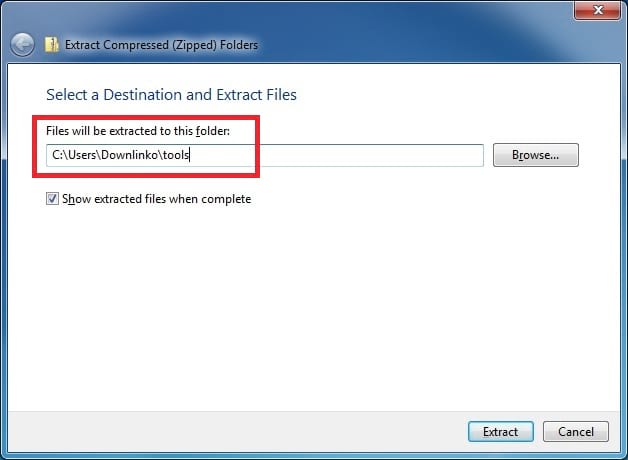 Extract Compressed (Zipped) Folders
Select a Destination and Extract Files
Files will be extracted to this folder:
C:\Users\Downlinko\tools
Browse...
Show extracted files when complete
Extract
Cancel